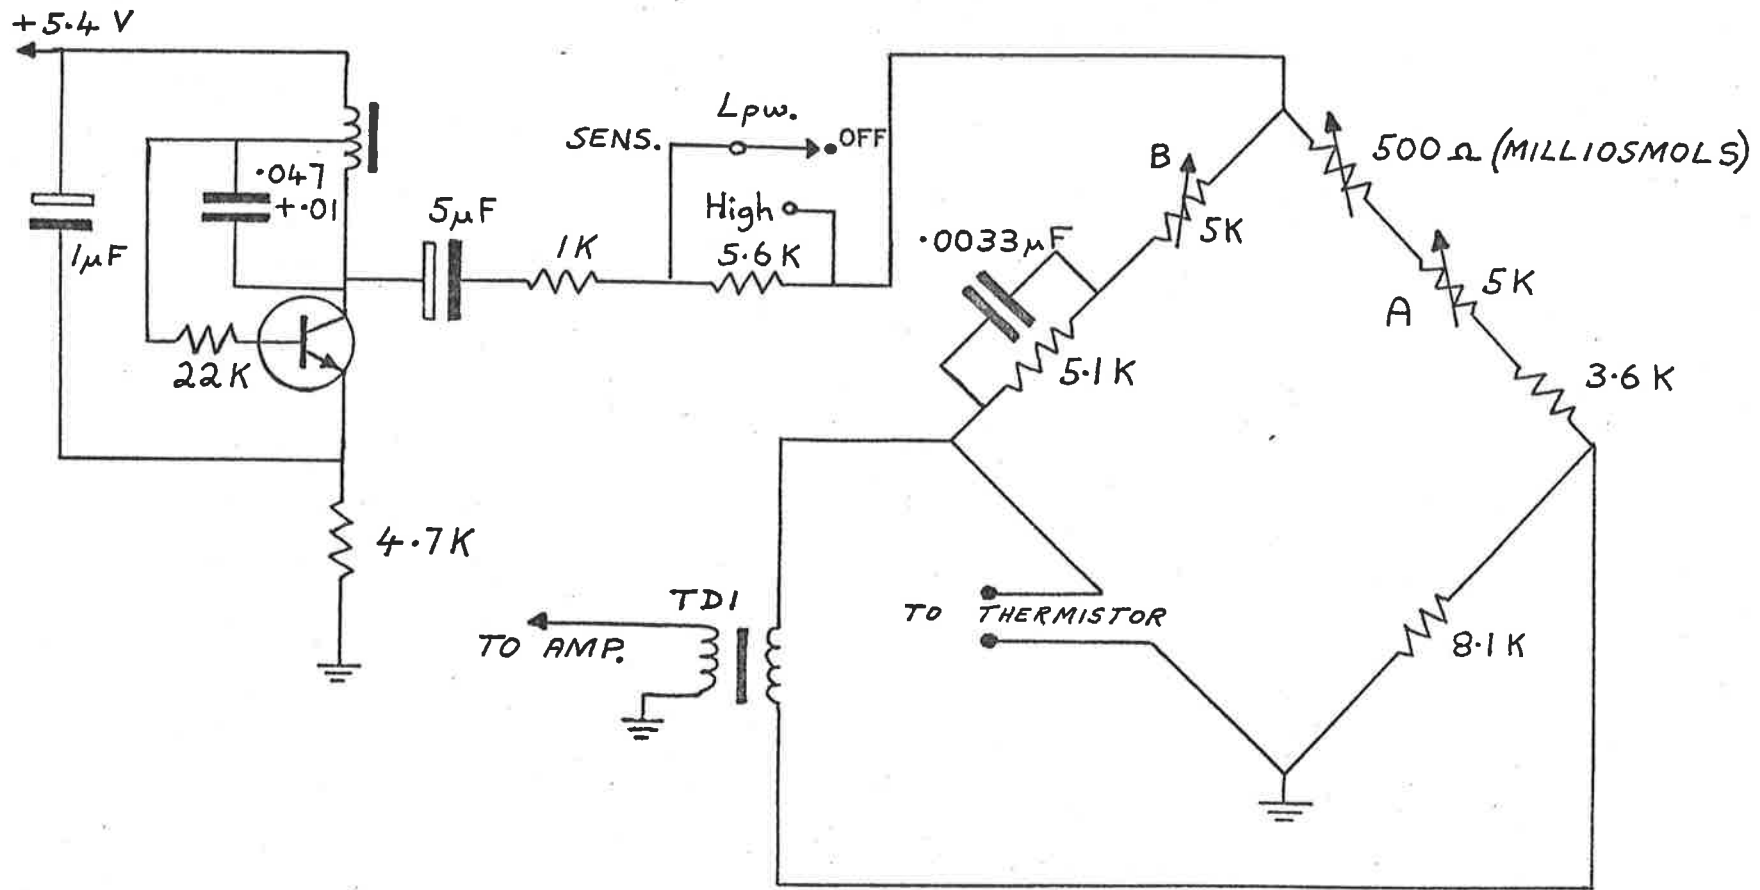 +5.4 V
Lpw.
SENS.
OFF
500 Ω (MILLIOSMOLS)
B
.047
+.01
5µF
High
5K
1µF
1K
5.6 K
.0033µF
5K
A
22K
5.1K
3.6 K
4.7K
TD1
TO THERMISTOR
TO AMP.
8.1K